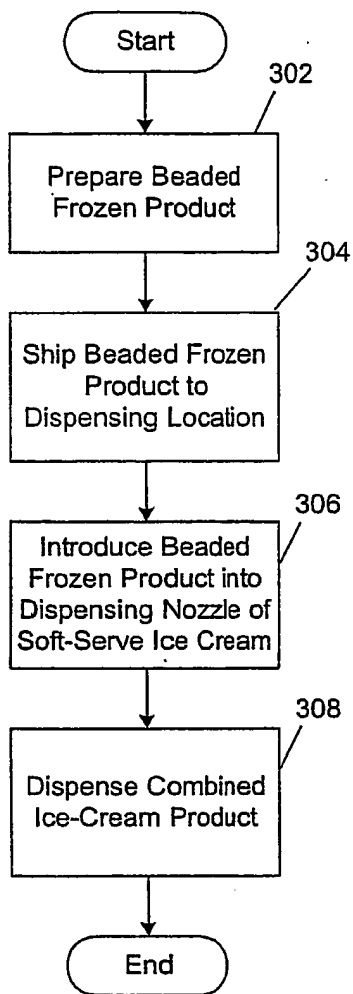 Start
302
Prepare Beaded
Frozen Product
304
Ship Beaded Frozen
Product to
Dispensing Location
306
Introduce Beaded
Frozen Product into
Dispensing Nozzle of
Soft-Serve Ice Cream
308
Dispense Combined
Ice-Cream Product
End